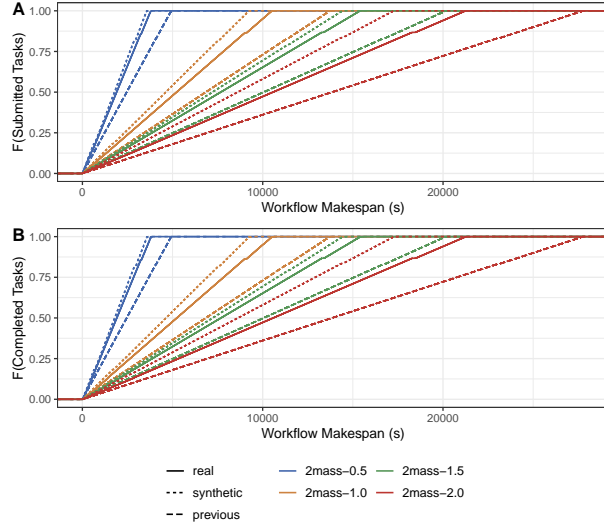 A
1.00
0.75
0.50
0.25
0.00
F(Submitted Tasks)
0 10000 20000
Workflow Makespan (s)
B
1.00
0.75
0.50
0.25
0.00
F(Completed Tasks)
0 10000 20000
Workflow Makespan (s)
real 2mass−0.5 2mass−1.5
synthetic 2mass−1.0 2mass−2.0
previous